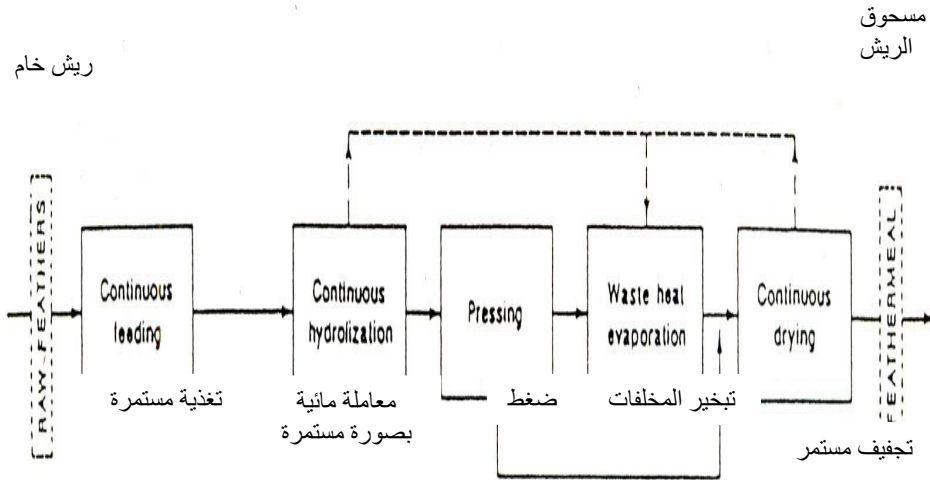 مسحوق
الريش
ريش خام
RAW-FEATHERS
Continuous
feeding
Continuous
hydrolization
Pressing
Waste heat
evaporation
Continuous
drying
FEATHERMEAL
تغذية مستمرة
معاملة مائية
بصورة مستمرة
ضغط
تبخير المخلفات
تجفيف مستمر